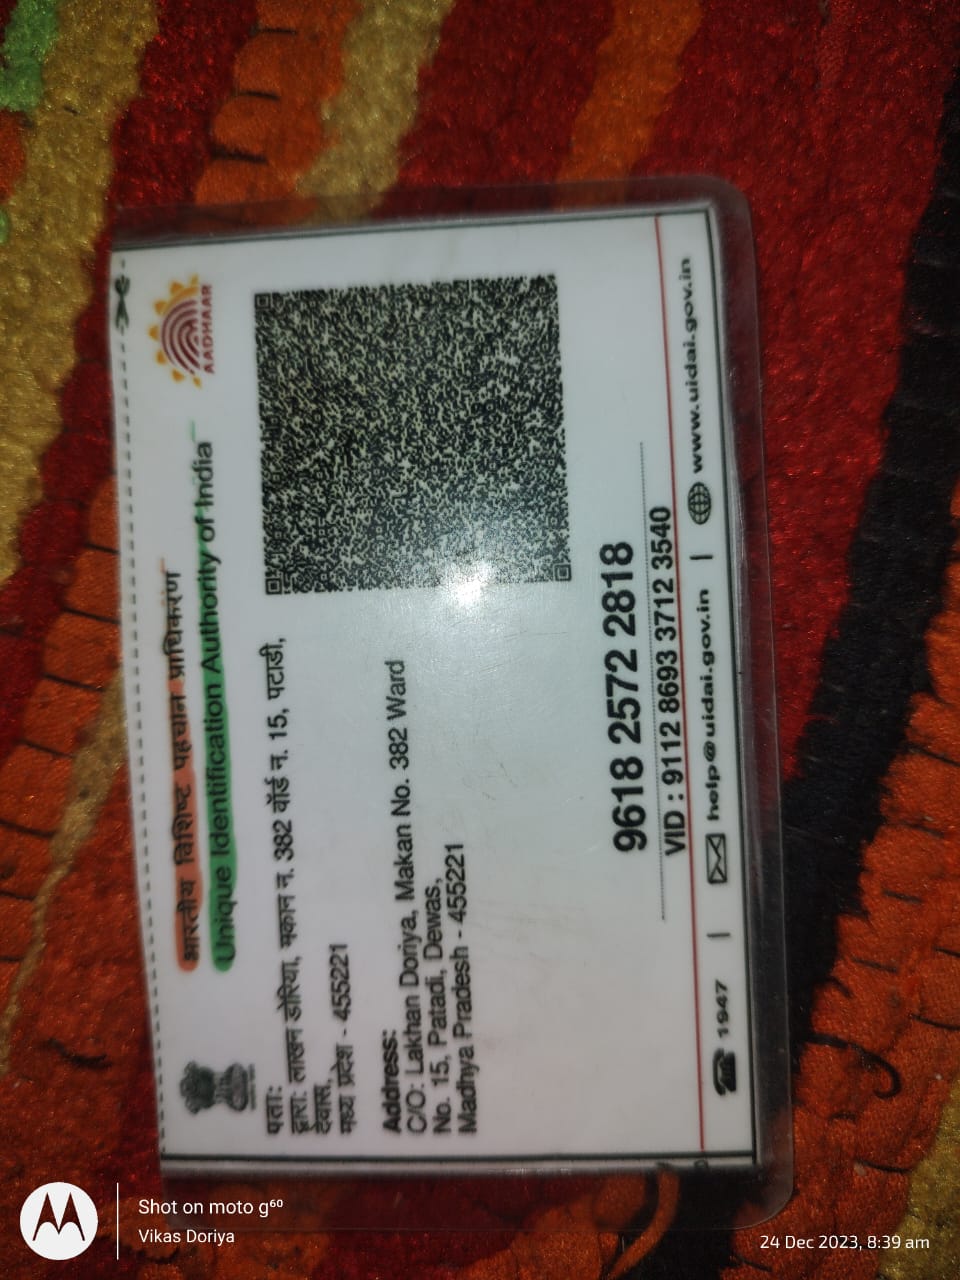 AADHAAR
भारतीय विशिष्ट पहचान प्राधिकरण
Unique Identification Authority of India
पता:
द्वारा: लाखन डोरिया, मकान न. 382 वॉर्ड न. 15, पटाडी,
देवास,
मध्य प्रदेश - 455221
Address:
C/O: Lakhan Doriya, Makan No. 382 Ward
No. 15, Patadi, Dewas,
Madhya Pradesh - 455221
9618 2572 2818
VID : 9112 8693 3712 3540
1947 | help@uidai.gov.in | www.uidai.gov.in
Shot on moto g⁶⁰
Vikas Doriya
24 Dec 2023, 8:39 am